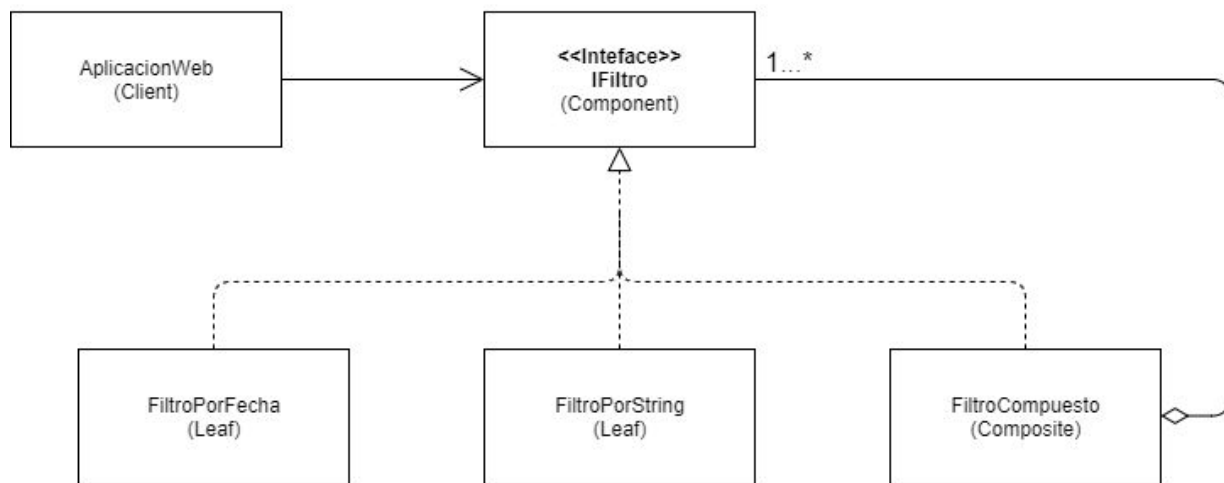 AplicacionWeb
(Client)
<<Inteface>>
IFiltro
(Component)
1...*
FiltroPorFecha
(Leaf)
FiltroPorString
(Leaf)
FiltroCompuesto
(Composite)